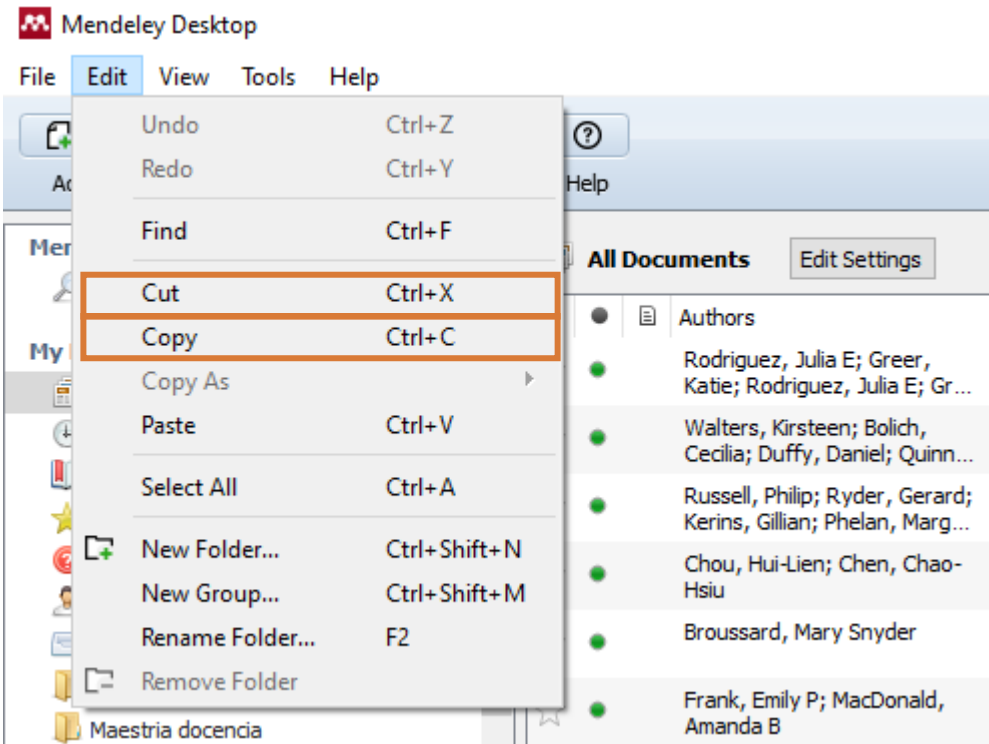 Mendeley Desktop
File Edit View Tools Help
Undo Ctrl+Z
Redo Ctrl+Y
Find Ctrl+F
Cut Ctrl+X
Copy Ctrl+C
Copy As
Paste Ctrl+V
Select All Ctrl+A
New Folder... Ctrl+Shift+N
New Group... Ctrl+Shift+M
Rename Folder... F2
Remove Folder
Maestria docencia
Help
All Documents Edit Settings
Authors
Rodriguez, Julia E; Greer,
Katie; Rodriguez, Julia E; Gr...
Walters, Kirsteen; Bolich,
Cecilia; Duffy, Daniel; Quinn...
Russell, Philip; Ryder, Gerard;
Kerins, Gillian; Phelan, Marg...
Chou, Hui-Lien; Chen, Chao-
Hsiu
Broussard, Mary Snyder
Frank, Emily P; MacDonald,
Amanda B